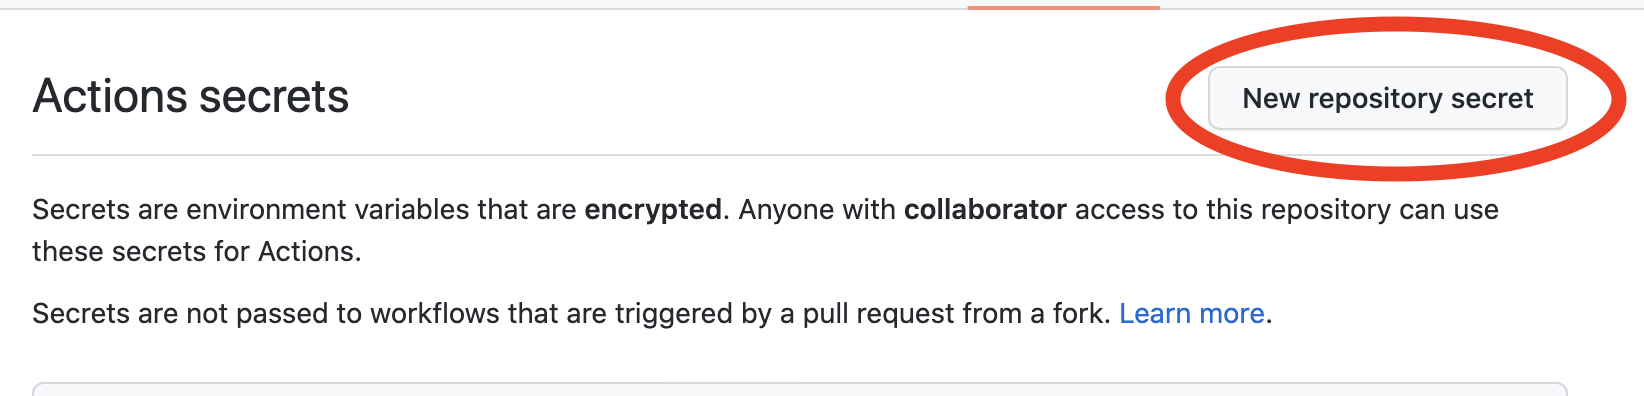 Actions secrets
New repository secret
Secrets are environment variables that are encrypted. Anyone with collaborator access to this repository can use
these secrets for Actions.
Secrets are not passed to workflows that are triggered by a pull request from a fork. Learn more.